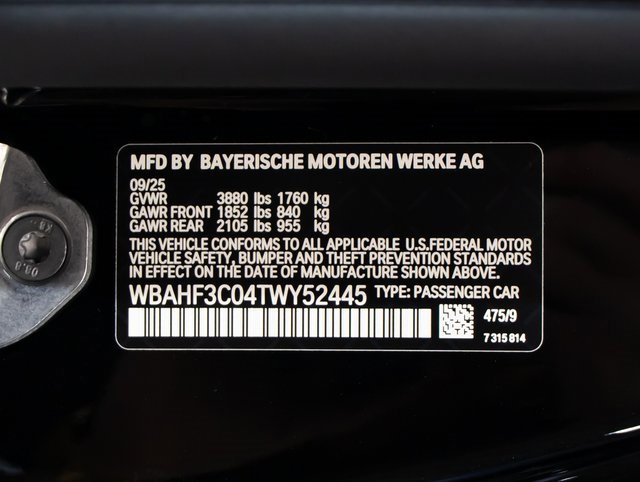 MFD BY BAYERISCHE MOTOREN WERKE AG
09/25
GVWR 3880 lbs 1760 kg
GAWR FRONT 1852 lbs 840 kg
GAWR REAR 2105 lbs 955 kg
THIS VEHICLE CONFORMS TO ALL APPLICABLE U.S.FEDERAL MOTOR
VEHICLE SAFETY, BUMPER AND THEFT PREVENTION STANDARDS
IN EFFECT ON THE DATE OF MANUFACTURE SHOWN ABOVE.
WBAHF3C04TWY52445 TYPE: PASSENGER CAR
475/9
7 315 814
8.80